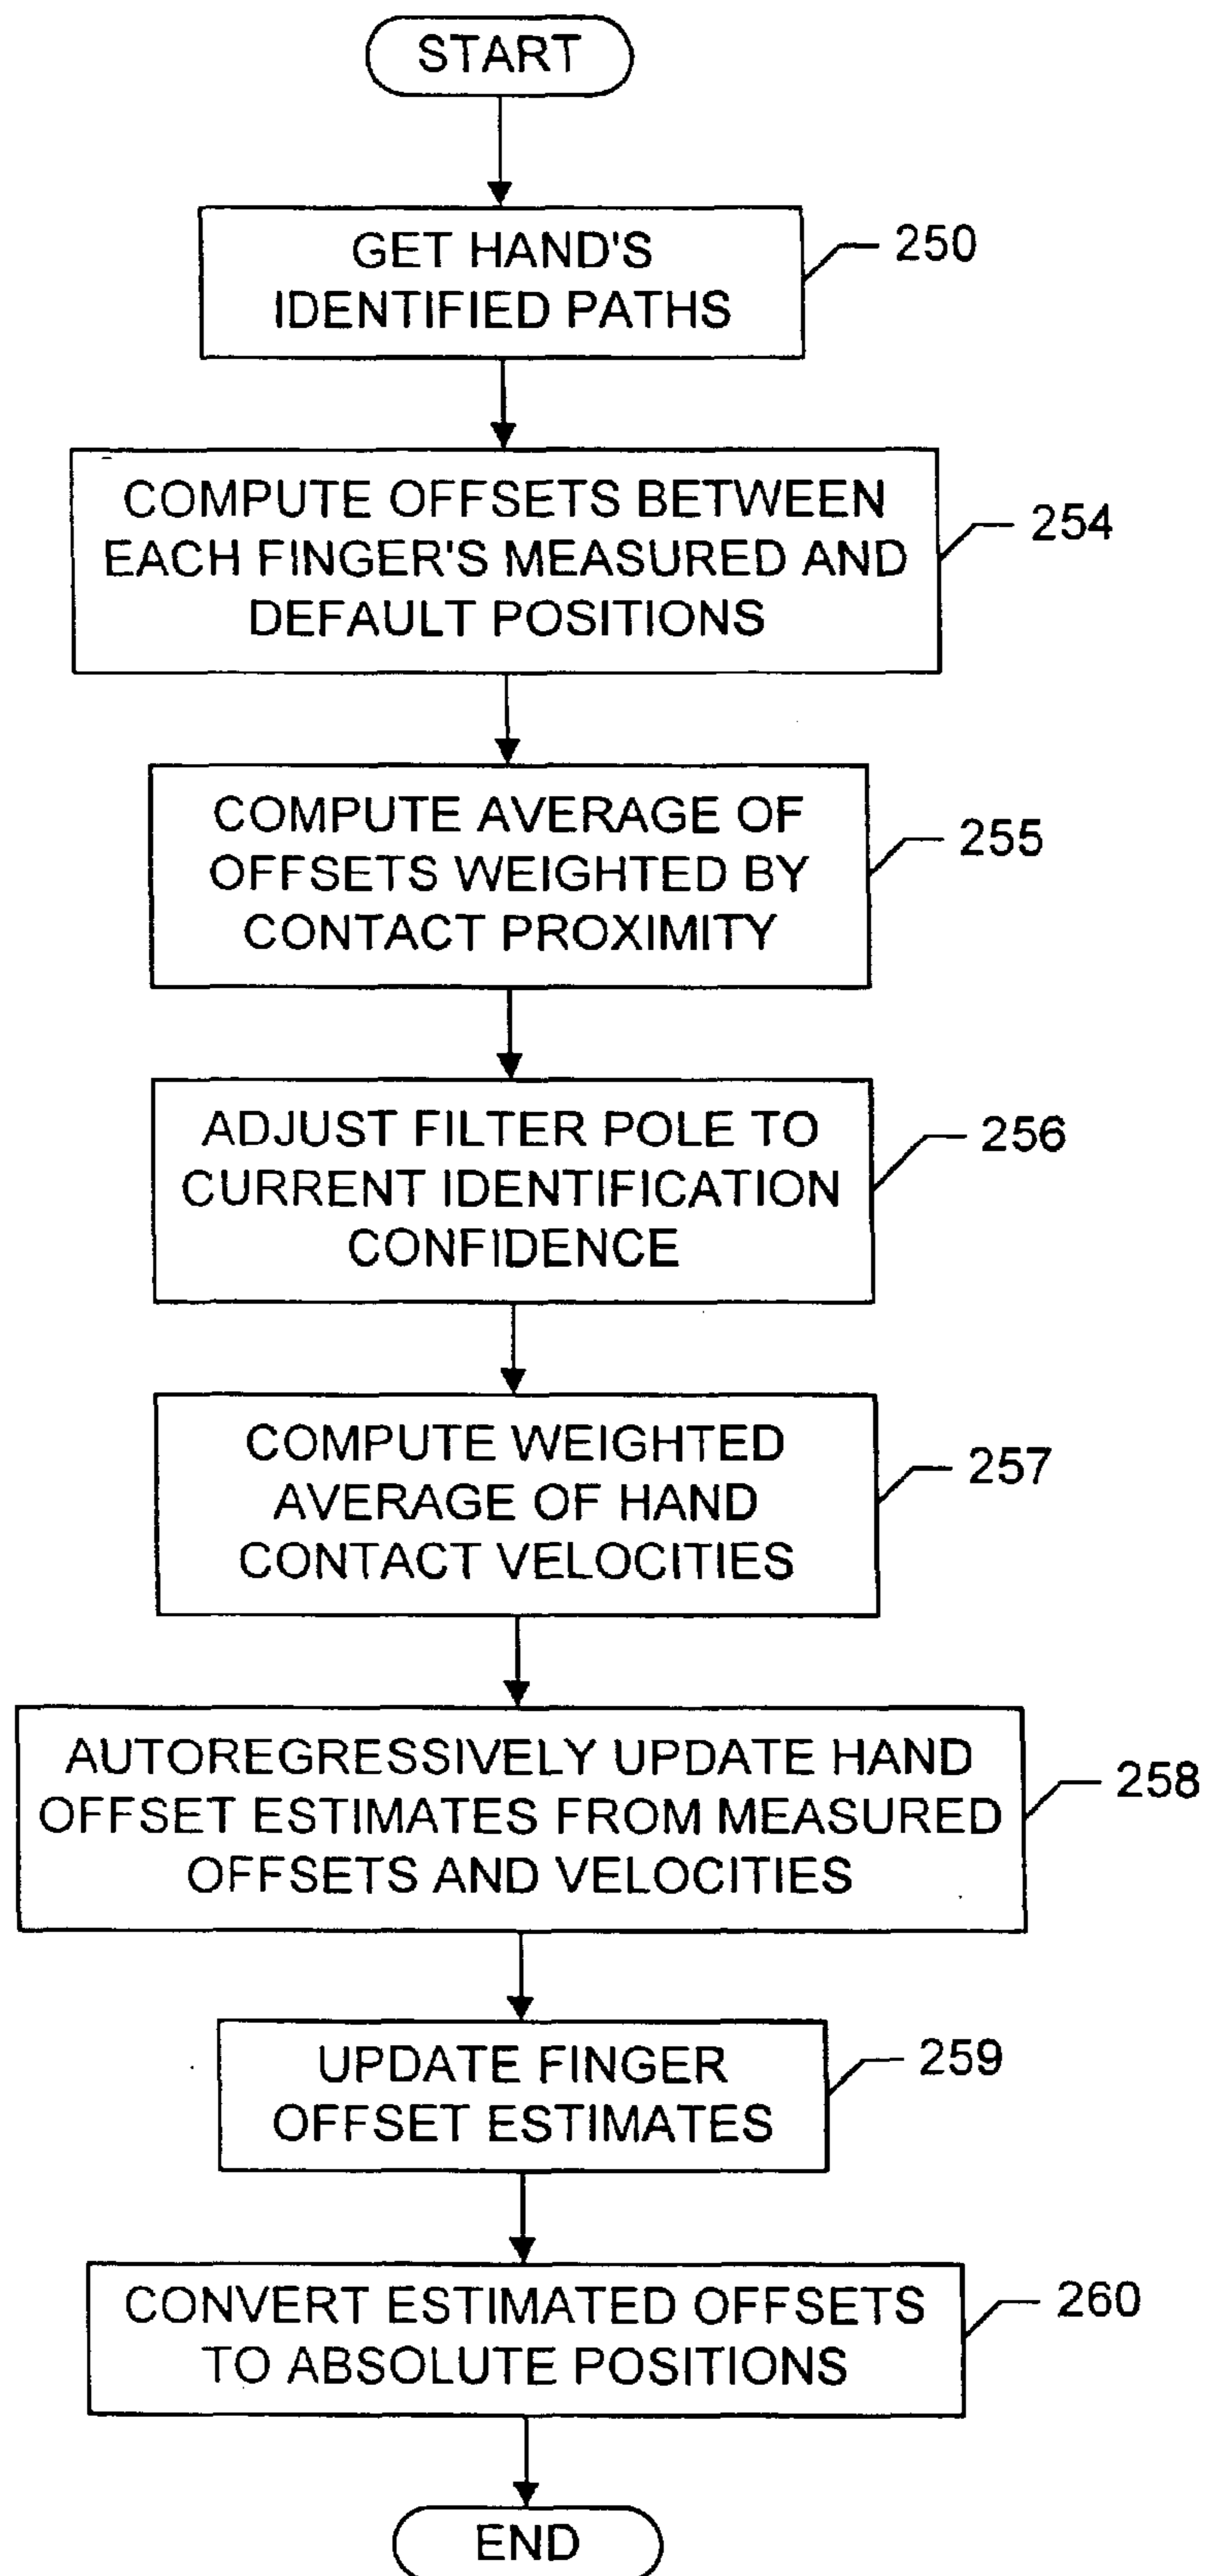 START
GET HAND'S
IDENTIFIED PATHS
250
COMPUTE OFFSETS BETWEEN
EACH FINGER'S MEASURED AND
DEFAULT POSITIONS
254
COMPUTE AVERAGE OF
OFFSETS WEIGHTED BY
CONTACT PROXIMITY
255
ADJUST FILTER POLE TO
CURRENT IDENTIFICATION
CONFIDENCE
256
COMPUTE WEIGHTED
AVERAGE OF HAND
CONTACT VELOCITIES
257
AUTOREGRESSIVELY UPDATE HAND
OFFSET ESTIMATES FROM MEASURED
OFFSETS AND VELOCITIES
258
UPDATE FINGER
OFFSET ESTIMATES
259
CONVERT ESTIMATED OFFSETS
TO ABSOLUTE POSITIONS
260
END